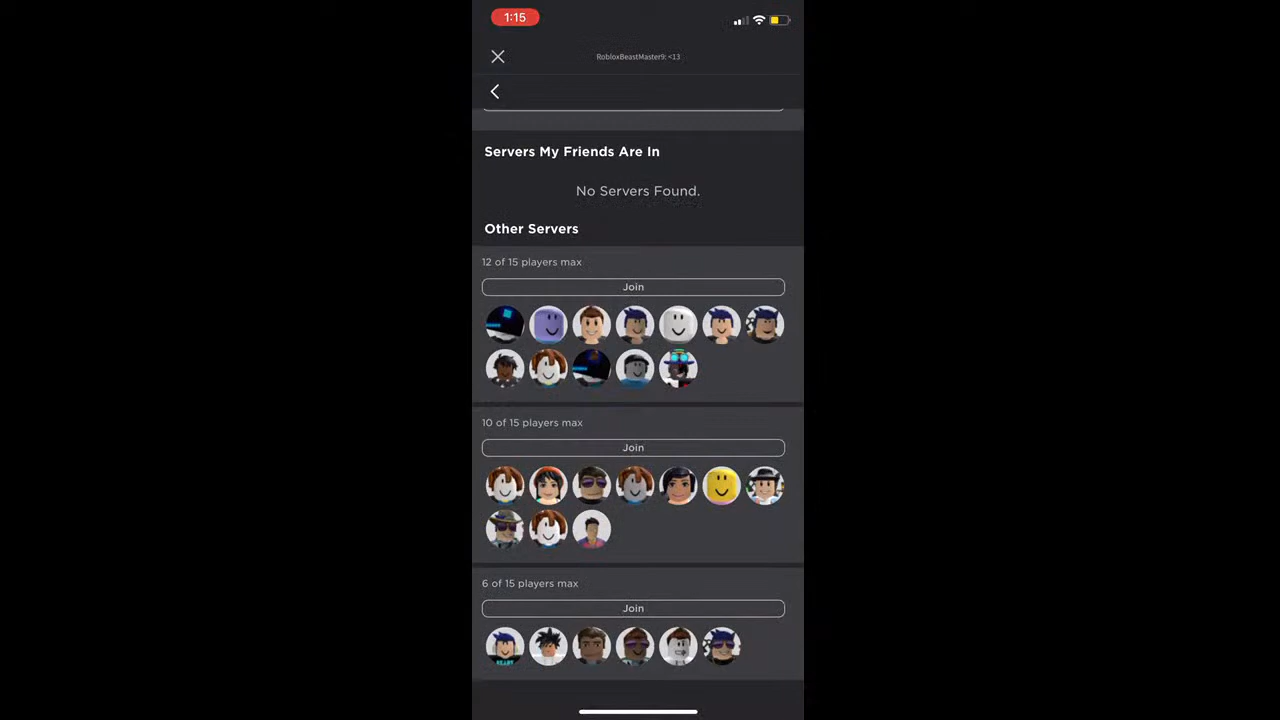 1:15
RobloxBeastMaster9: <13
Servers My Friends Are In
No Servers Found.
Other Servers
12 of 15 players max
Join
10 of 15 players max
Join
6 of 15 players max
Join